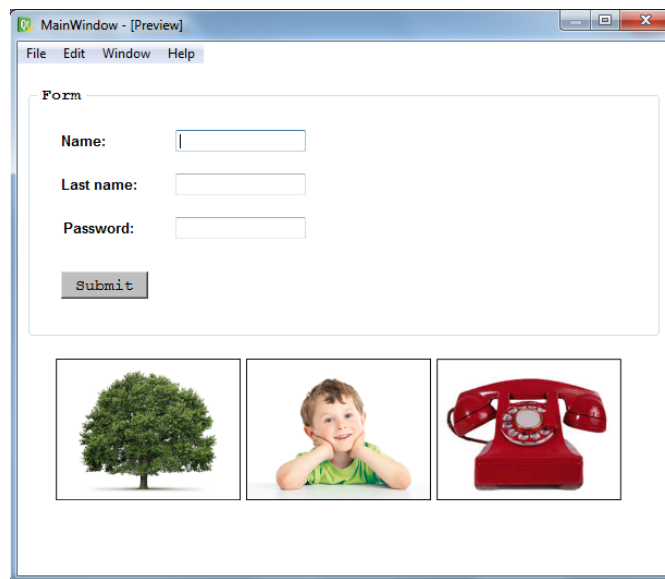 MainWindow - [Preview]
File Edit Window Help
Form
Name:
Last name:
Password:
Submit